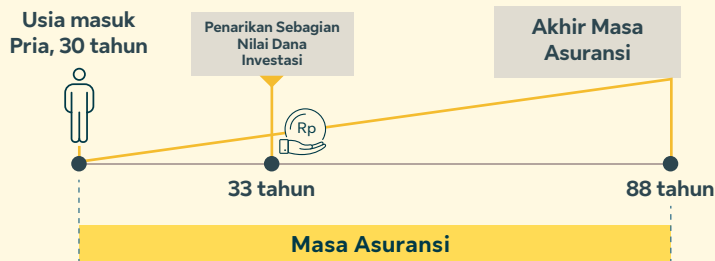 Usia masuk
Pria, 30 tahun
Penarikan Sebagian
Nilai Dana
Investasi
Akhir Masa
Asuransi
Rp
33 tahun
88 tahun
Masa Asuransi